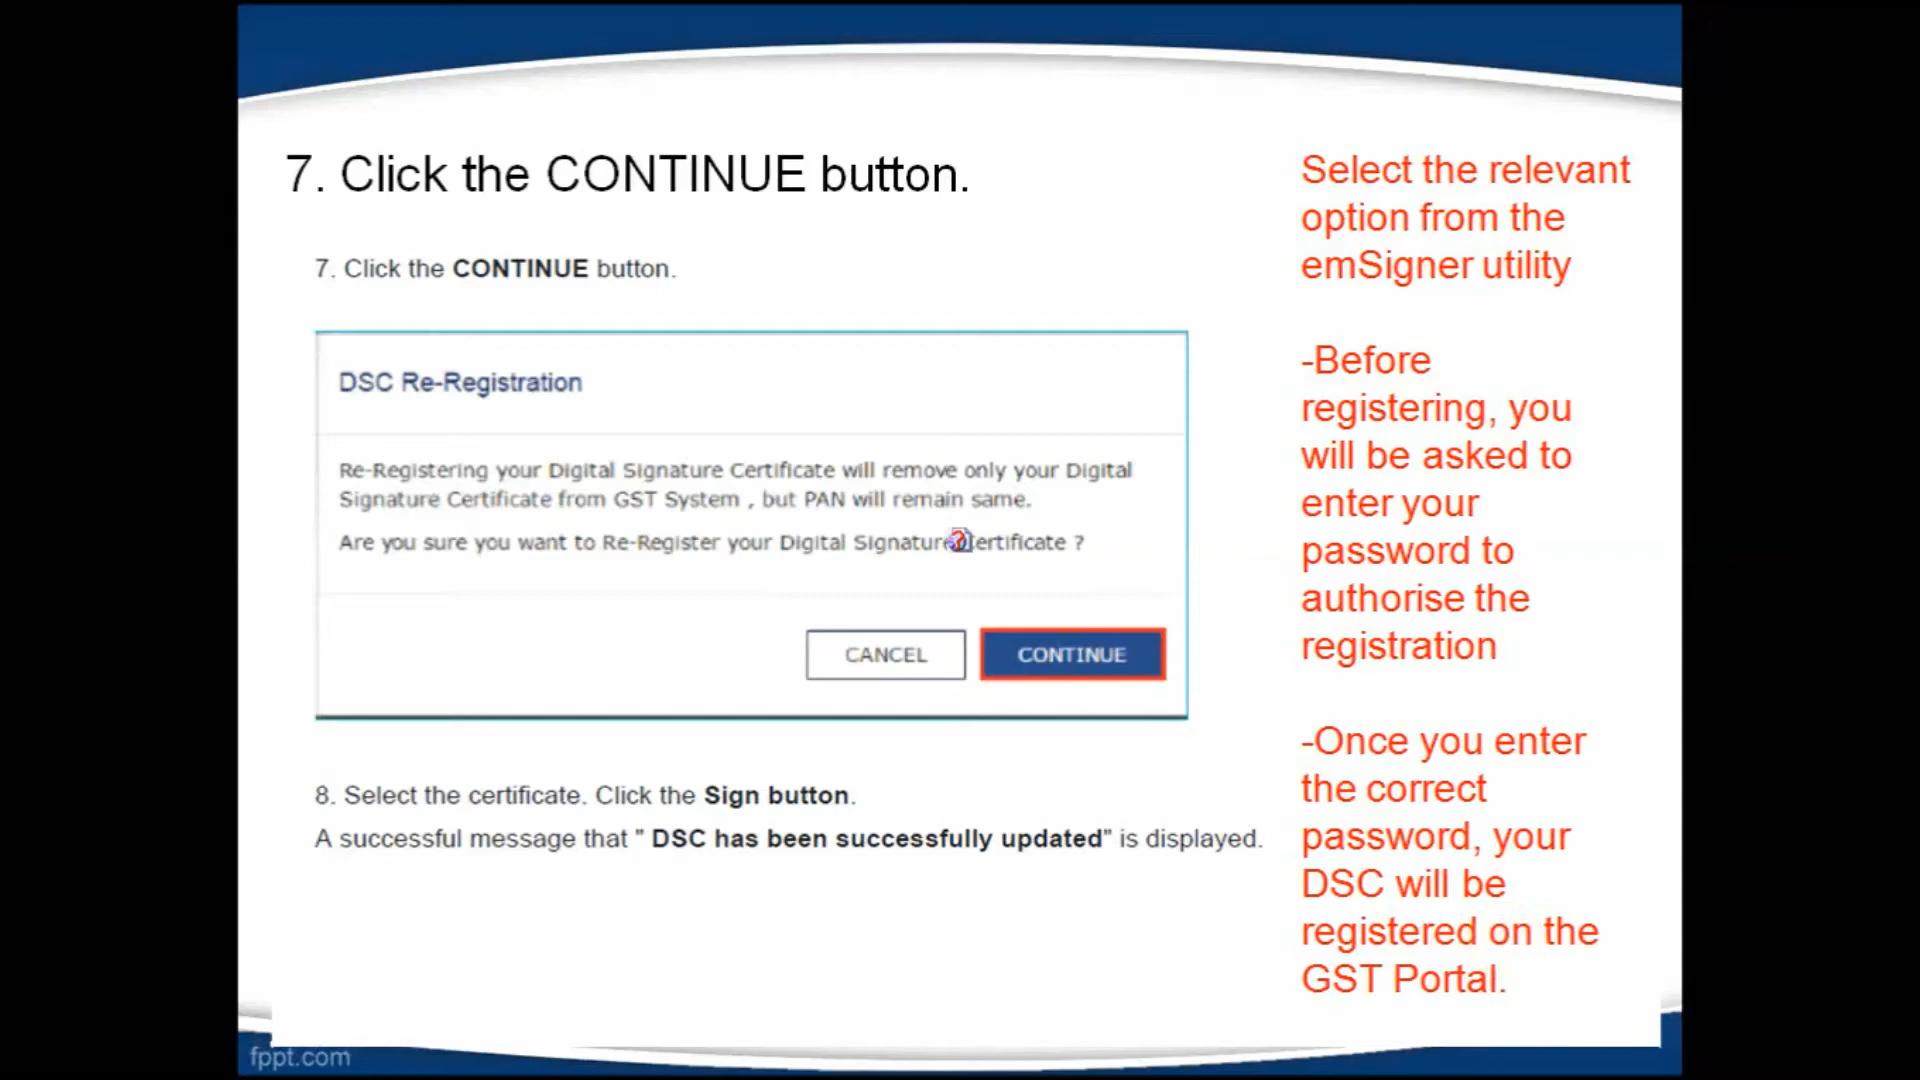 7. Click the CONTINUE button.
7. Click the CONTINUE button.
DSC Re-Registration
Re-Registering your Digital Signature Certificate will remove only your Digital
Signature Certificate from GST System , but PAN will remain same.
Are you sure you want to Re-Register your Digital Signature Certificate ?
CANCEL
CONTINUE
8. Select the certificate. Click the Sign button.
A successful message that " DSC has been successfully updated" is displayed.
Select the relevant
option from the
emSigner utility
-Before
registering, you
will be asked to
enter your
password to
authorise the
registration
-Once you enter
the correct
password, your
DSC will be
registered on the
GST Portal.
fppt.com